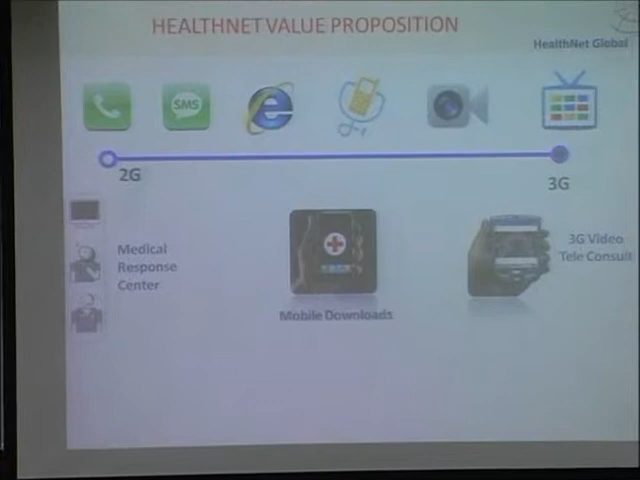 HEALTHNET VALUE PROPOSITION
HealthNet Global
SMS
2G
3G
Medical
Response
Center
Mobile Downloads
3G Video
Tele Consult